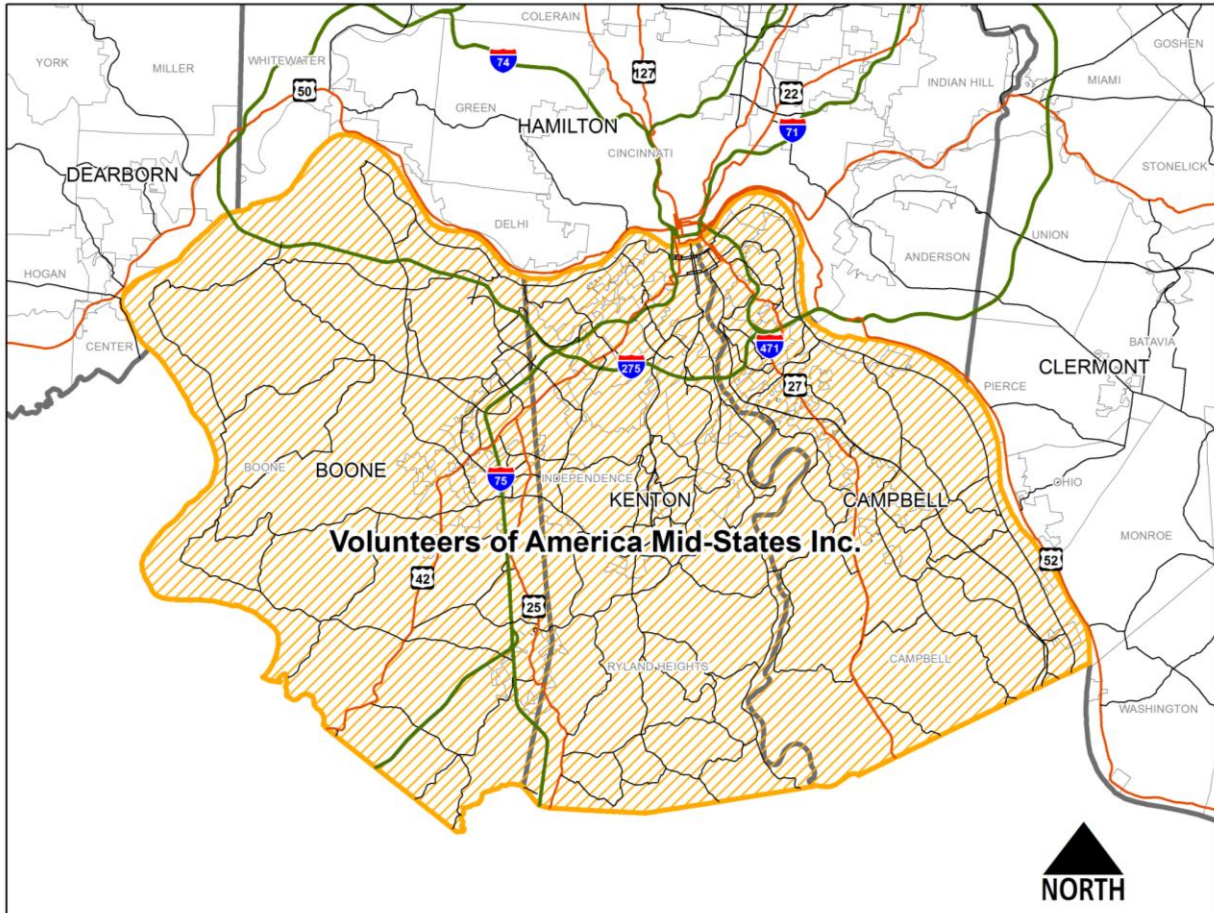 COLERAIN
GOSHEN
YORK
MILLER
WHITEWATER
74
127
INDIAN HILL
MIAMI
50
22
GREEN
HAMILTON
71
CINCINNATI
STONELICK
DEARBORN
DELHI
UNION
HOGAN
ANDERSON
CENTER
BATAVIA
471
275
CLERMONT
27
PIERCE
BOONE
BOONE
75
INDEPENDENCE
OHIO
KENTON
CAMPBELL
MONROE
Volunteers of America Mid-States Inc.
52
42
25
RYLAND HEIGHTS
CAMPBELL
WASHINGTON
NORTH